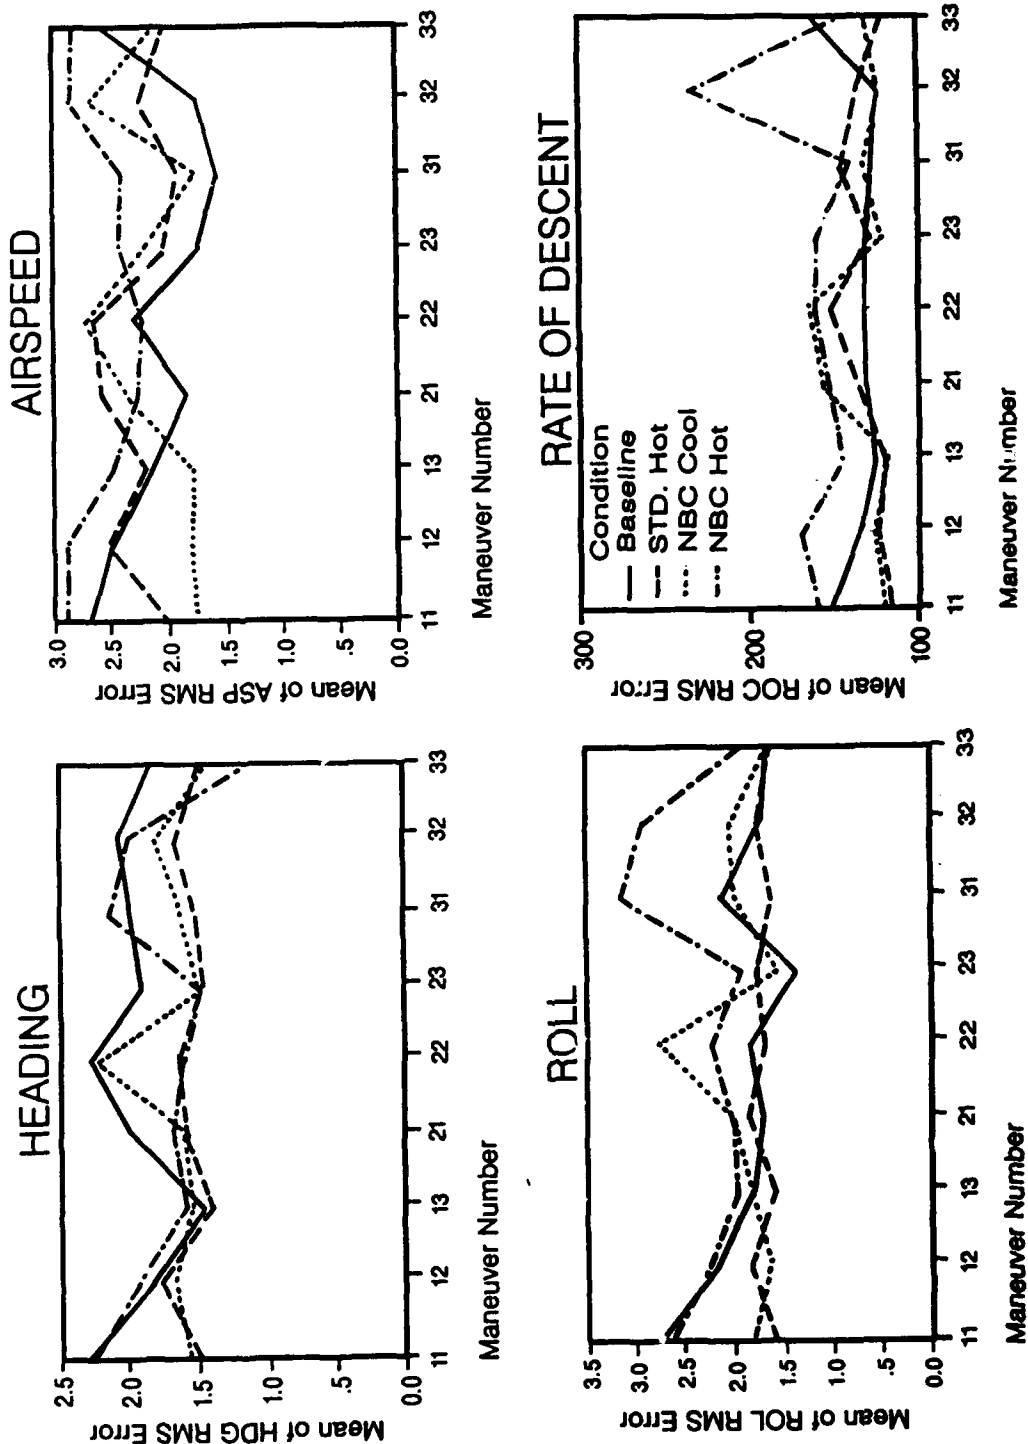 HEADING
Mean of HDG RMS Error
2.5
2.0
1.5
1.0
0.5
0.0
11 12 13 21 22 23 31 32 33
Maneuver Number
AIRSPEED
Mean of ASP RMS Error
3.0
2.5
2.0
1.5
1.0
0.5
0.0
11 12 13 21 22 23 31 32 33
Maneuver Number
ROLL
Mean of ROL RMS Error
3.5
3.0
2.5
2.0
1.5
1.0
0.5
0.0
11 12 13 21 22 23 31 32 33
Maneuver Number
RATE OF DESCENT
Mean of ROC RMS Error
300
200
100
Condition
Baseline
STD. Hot
NBC Cool
NBC Hot
11 12 13 21 22 23 31 32 33
Maneuver Number